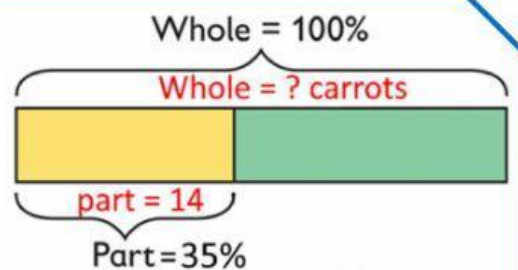 Whole = 100%
Whole = ? carrots
part = 14
Part = 35%